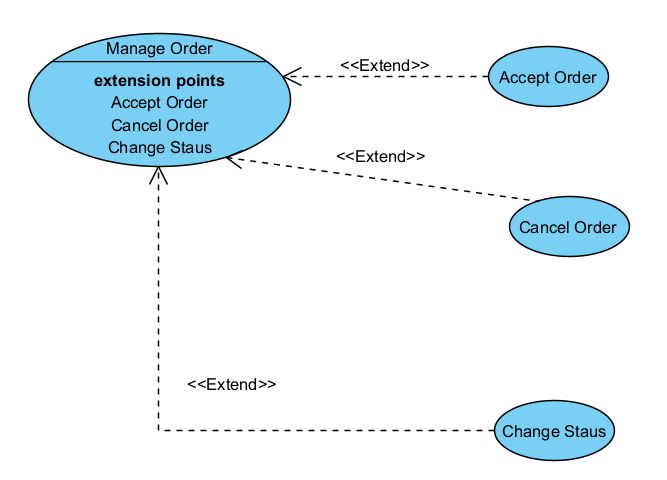 Manage Order
extension points
Accept Order
Cancel Order
Change Staus
<<Extend>>
Accept Order
<<Extend>>
Cancel Order
<<Extend>>
Change Staus